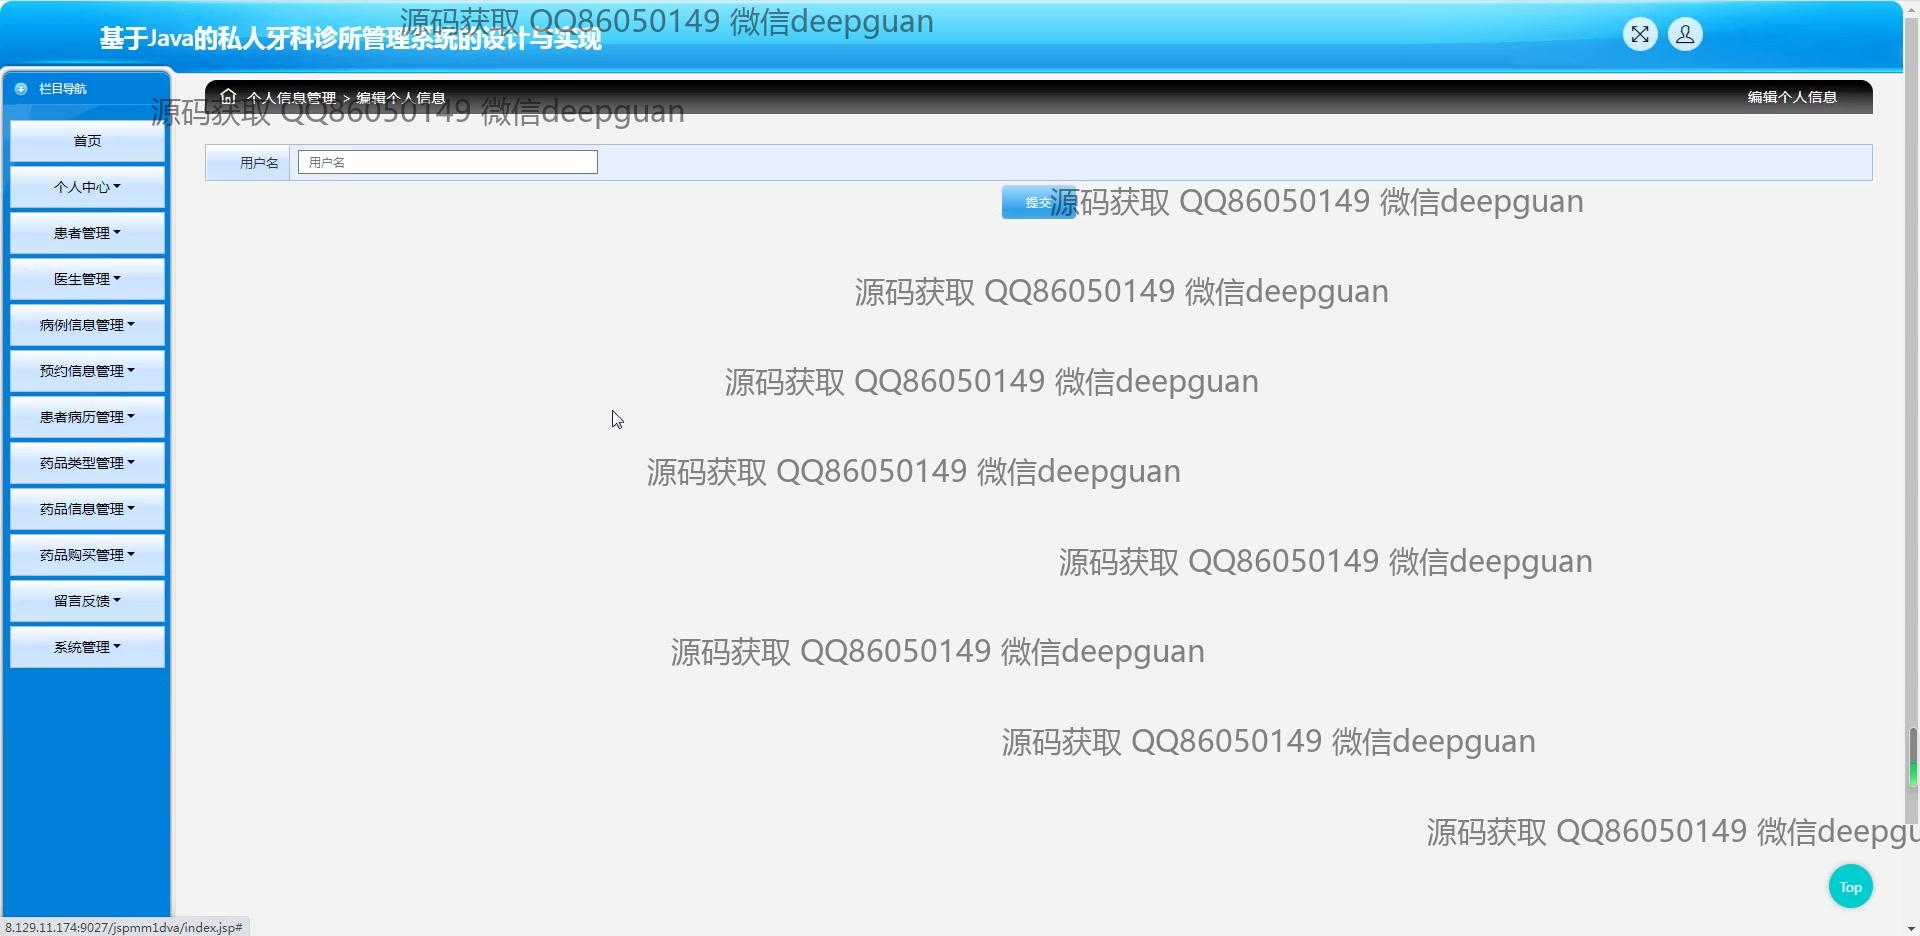 源码获取 QQ86050149 微信deepguan
基于Java的私人牙科诊所管理系统的设计与实现
栏目导航
个人信息管理 > 编辑个人信息
编辑个人信息
源码获取 QQ86050149 微信deepguan
首页
用户名
用户名
个人中心
提交
源码获取 QQ86050149 微信deepguan
患者管理
医生管理
源码获取 QQ86050149 微信deepguan
病例信息管理
预约信息管理
源码获取 QQ86050149 微信deepguan
患者病历管理
药品类型管理
源码获取 QQ86050149 微信deepguan
药品信息管理
药品购买管理
源码获取 QQ86050149 微信deepguan
留言反馈
系统管理
源码获取 QQ86050149 微信deepguan
源码获取 QQ86050149 微信deepguan
源码获取 QQ86050149 微信deepgu
Top
8.129.11.174:9027/jspmm1dva/index.jsp#